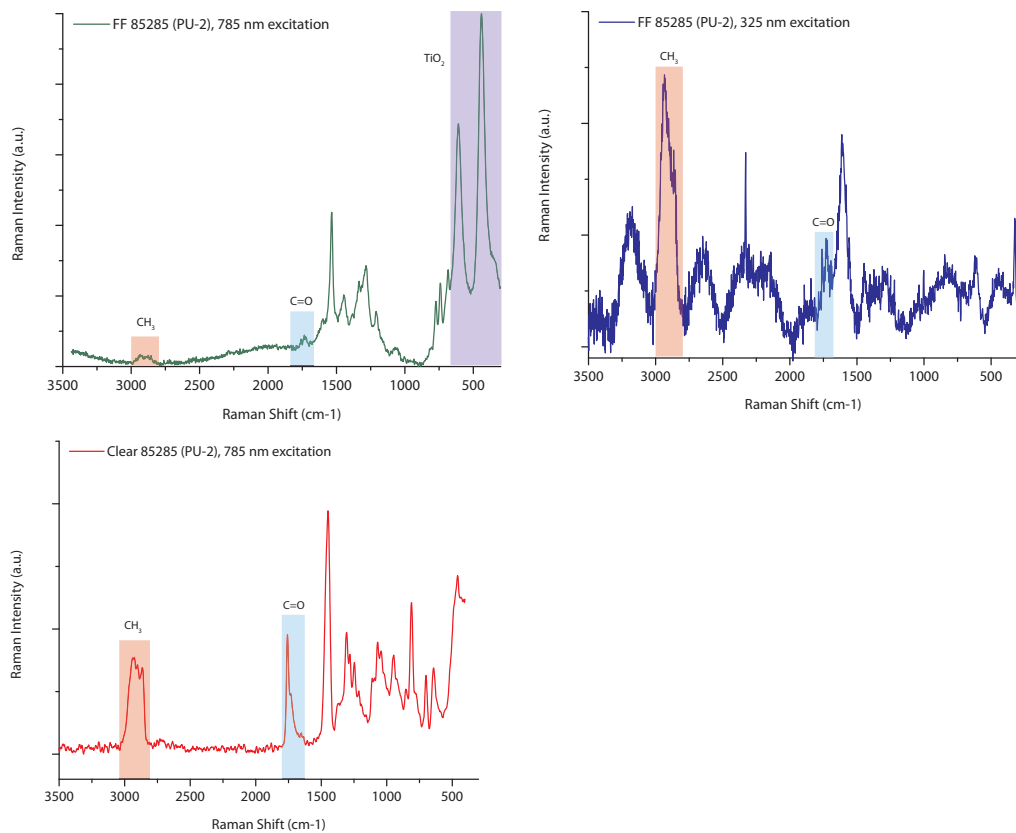 FF 85285 (PU-2), 785 nm excitation
TiO2
CH3
C=O
Raman Intensity (a.u.)
3500 3000 2500 2000 1500 1000 500
Raman Shift (cm-1)
FF 85285 (PU-2), 325 nm excitation
CH3
C=O
Raman Intensity (a.u.)
3500 3000 2500 2000 1500 1000 500
Raman Shift (cm-1)
Clear 85285 (PU-2), 785 nm excitation
CH3
C=O
Raman Intensity (a.u.)
3500 3000 2500 2000 1500 1000 500
Raman Shift (cm-1)